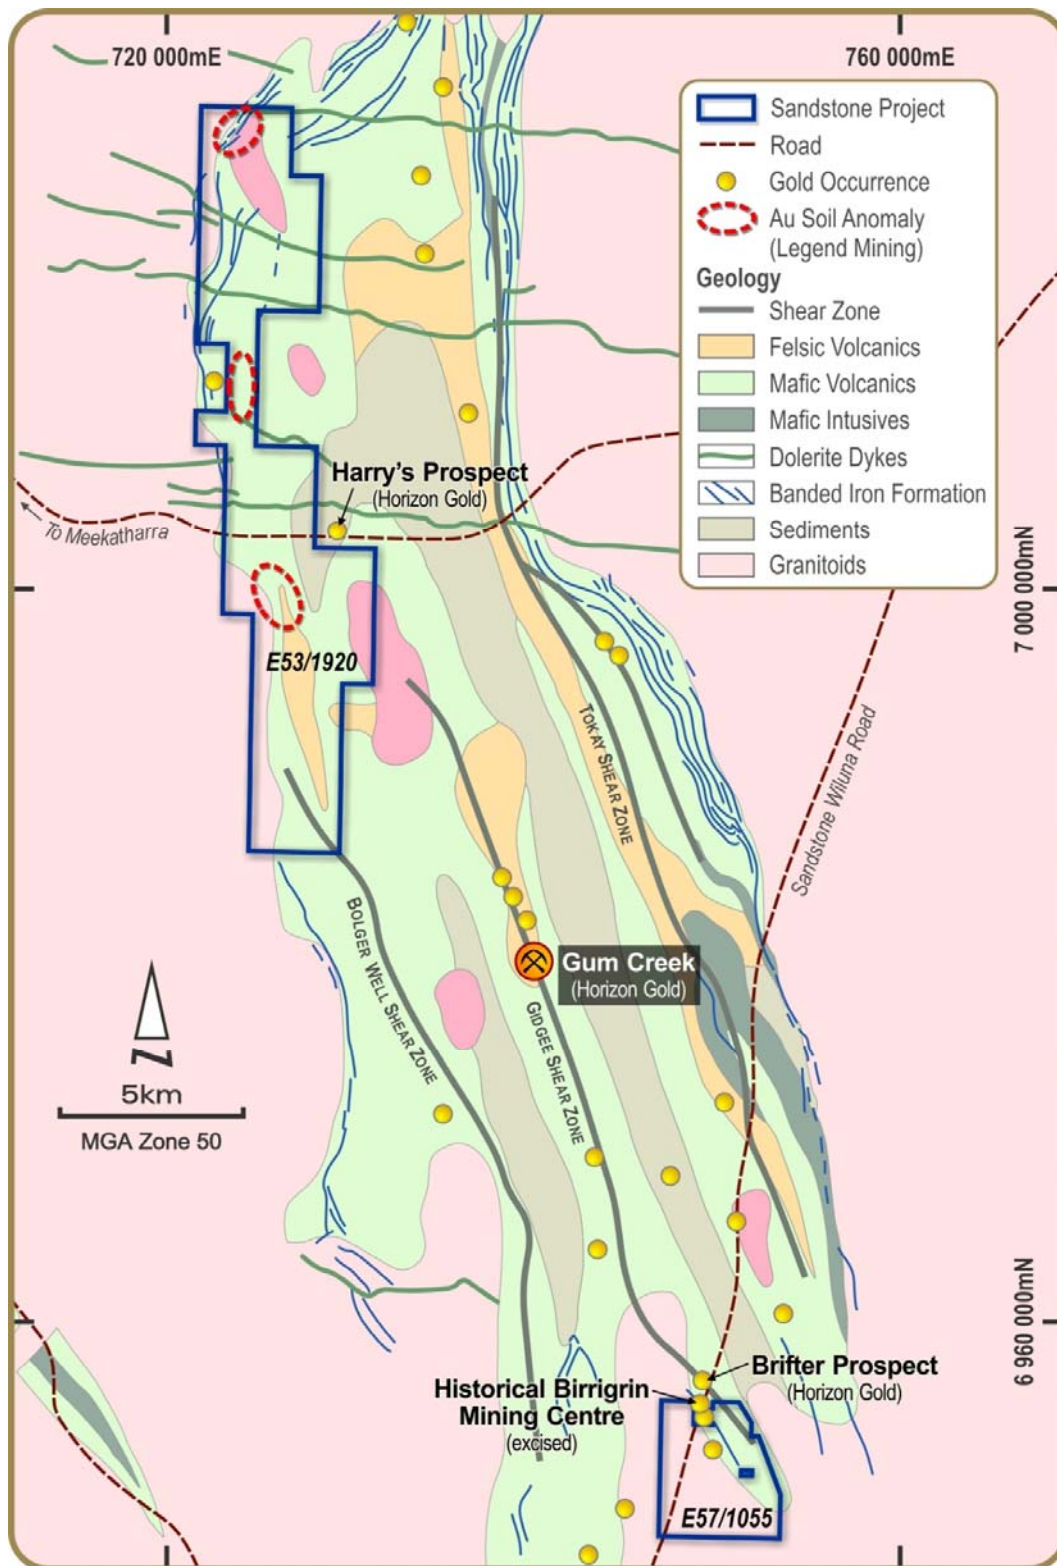 720 000mE
760 000mE
Sandstone Project
Road
Gold Occurrence
Au Soil Anomaly
(Legend Mining)
Geology
Shear Zone
Felsic Volcanics
Mafic Volcanics
Mafic Intusives
Dolerite Dykes
Banded Iron Formation
Sediments
Granitoids
Harry's Prospect
(Horizon Gold)
To Meekatharra
7 000 000mN
E53/1920
TOKAY SHEAR ZONE
Sandstone Wiluna Road
BOLGER WELL SHEAR ZONE
Gum Creek
(Horizon Gold)
GIDGEE SHEAR ZONE
N
5km
MGA Zone 50
6 960 000mN
Brifter Prospect
(Horizon Gold)
Historical Birrigrin
Mining Centre
(excised)
E57/1055